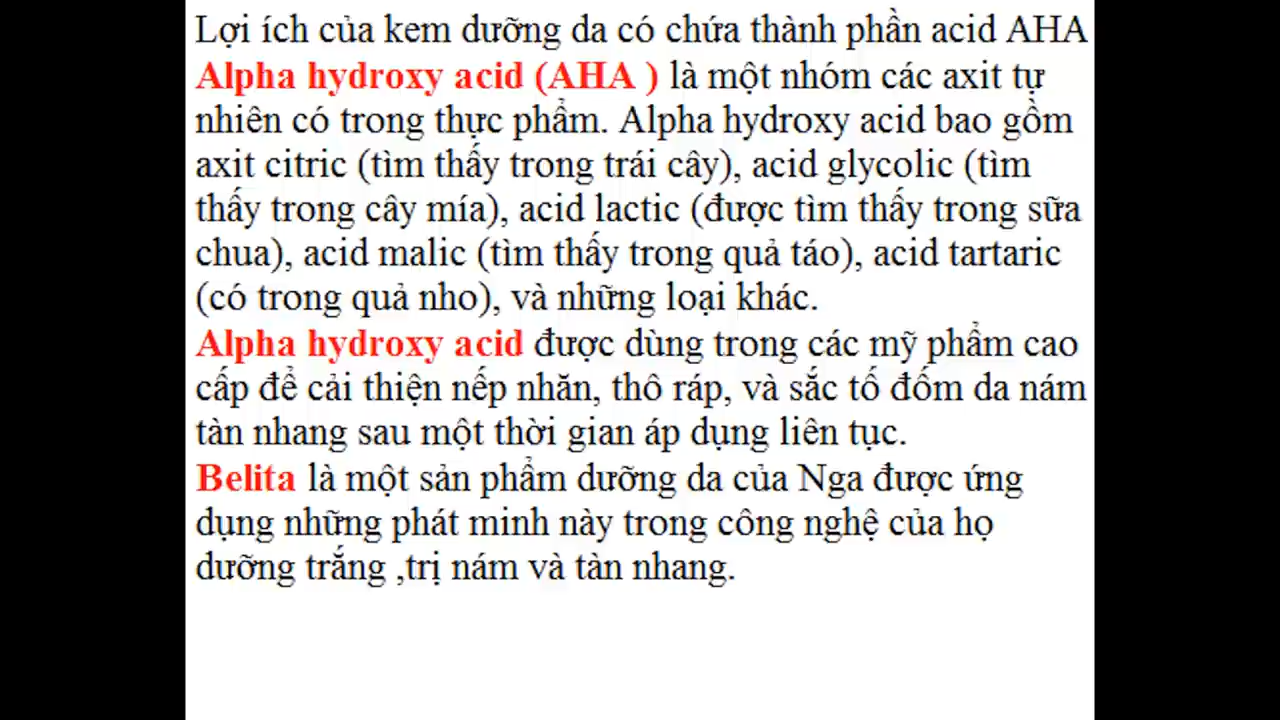 Lợi ích của kem dưỡng da có chứa thành phần acid AHA
Alpha hydroxy acid (AHA ) là một nhóm các axit tự
nhiên có trong thực phẩm. Alpha hydroxy acid bao gồm
axit citric (tìm thấy trong trái cây), acid glycolic (tìm
thấy trong cây mía), acid lactic (được tìm thấy trong sữa
chua), acid malic (tìm thấy trong quả táo), acid tartaric
(có trong quả nho), và những loại khác.
Alpha hydroxy acid được dùng trong các mỹ phẩm cao
cấp để cải thiện nếp nhăn, thô ráp, và sắc tố đốm da nám
tàn nhang sau một thời gian áp dụng liên tục.
Belita là một sản phẩm dưỡng da của Nga được ứng
dụng những phát minh này trong công nghệ của họ
dưỡng trắng ,trị nám và tàn nhang.